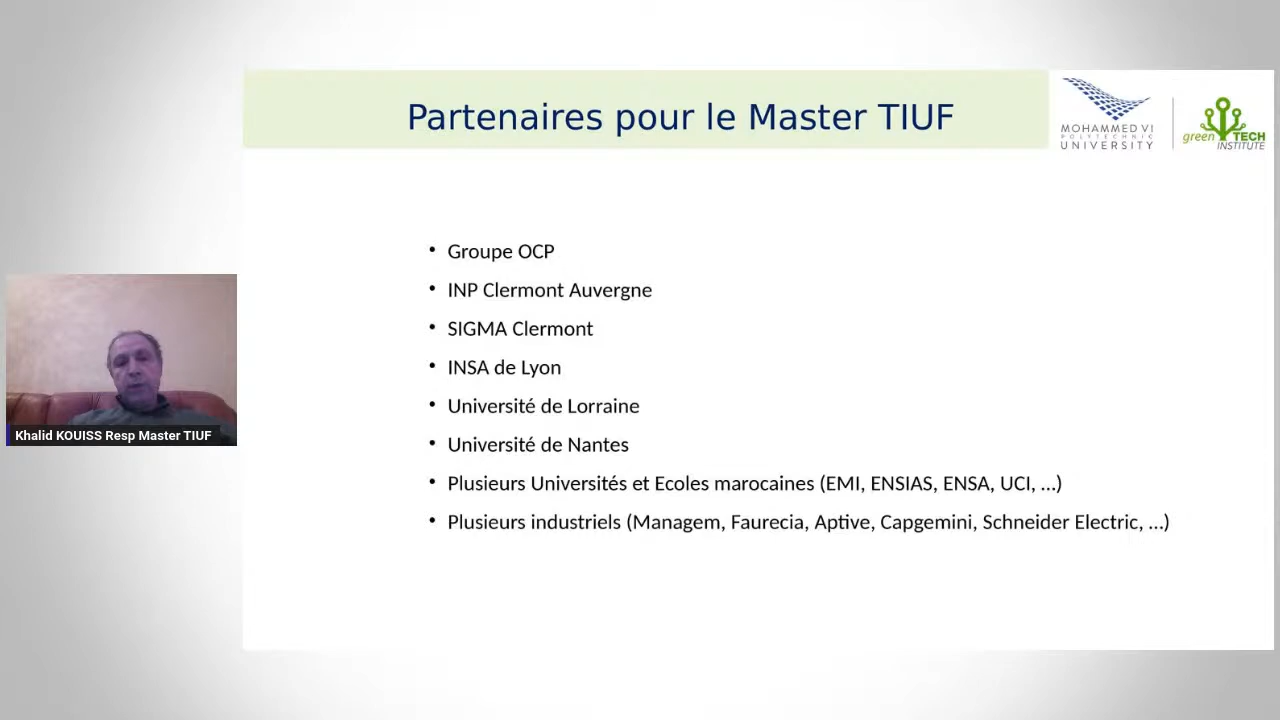 Partenaires pour le Master TIUF
MOHAMMED VI
POLYTECHNIC
UNIVERSITY
green TECH
INSTITUTE
• Groupe OCP
• INP Clermont Auvergne
• SIGMA Clermont
• INSA de Lyon
• Université de Lorraine
• Université de Nantes
• Plusieurs Universités et Ecoles marocaines (EMI, ENSIAS, ENSA, UCI, ...)
• Plusieurs industriels (Managem, Faurecia, Aptive, Capgemini, Schneider Electric, ...)
Khalid KOUISS Resp Master TIUF